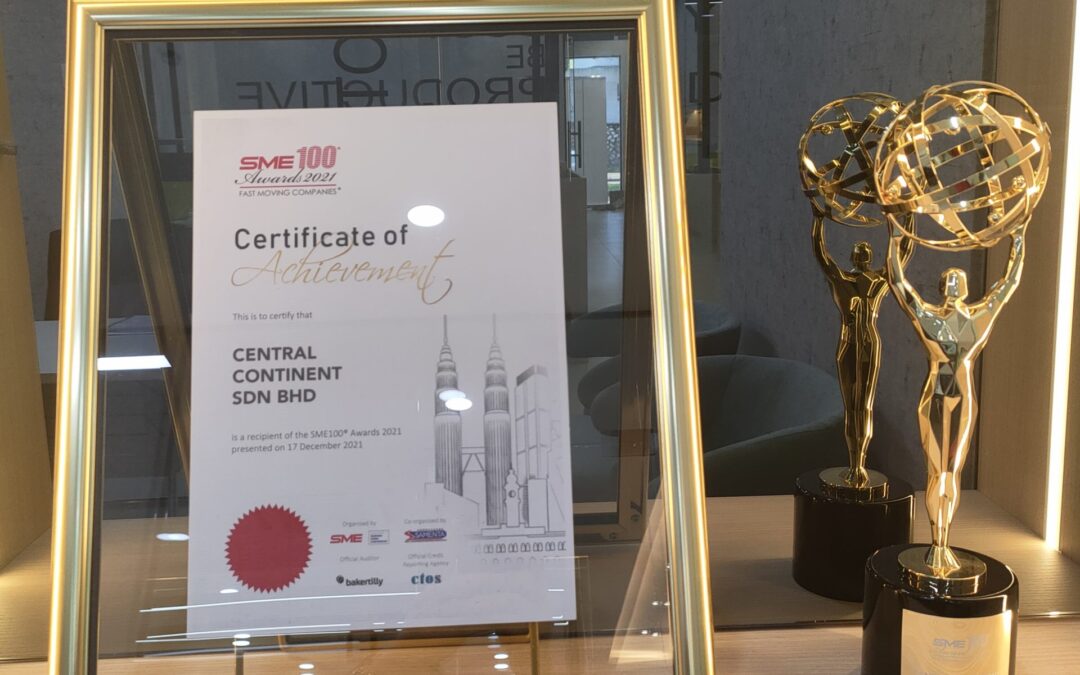 BE
PRODUCTIVE
SME100®
Awards 2021
FAST MOVING COMPANIES®
Certificate of
Achievement
This is to certify that
CENTRAL
CONTINENT
SDN BHD
is a recipient of the SME100® Awards 2021
presented on 17 December 2021
Organised by
Co-organised by
SME
SAMENTA
Official Auditor
Official Credit
Reporting Agency
bakertilly
ctos
SME100